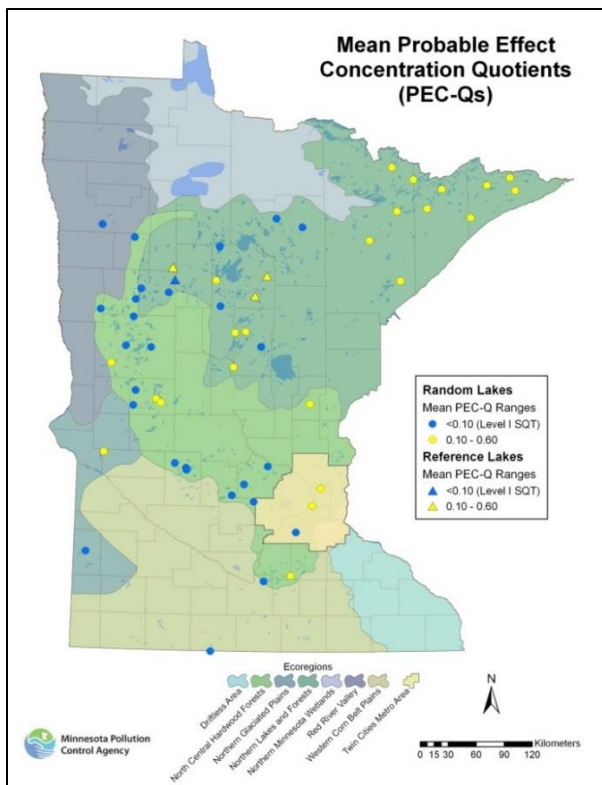 Mean Probable Effect
Concentration Quotients
(PEC-Qs)
Random Lakes
Mean PEC-Q Ranges
<0.10 (Level I SQT)
0.10 - 0.60
Reference Lakes
Mean PEC-Q Ranges
<0.10 (Level I SQT)
0.10 - 0.60
Ecoregions
Driftless Area
North Central Hardwood Forests
Northern Glaciated Plains
Northern Lakes and Forests
Northern Minnesota Wetlands
Red River Valley
Western Corn Belt Plains
Twin Cities Metro Area
N
Minnesota Pollution
Control Agency
Kilometers
0 15 30 60 90 120